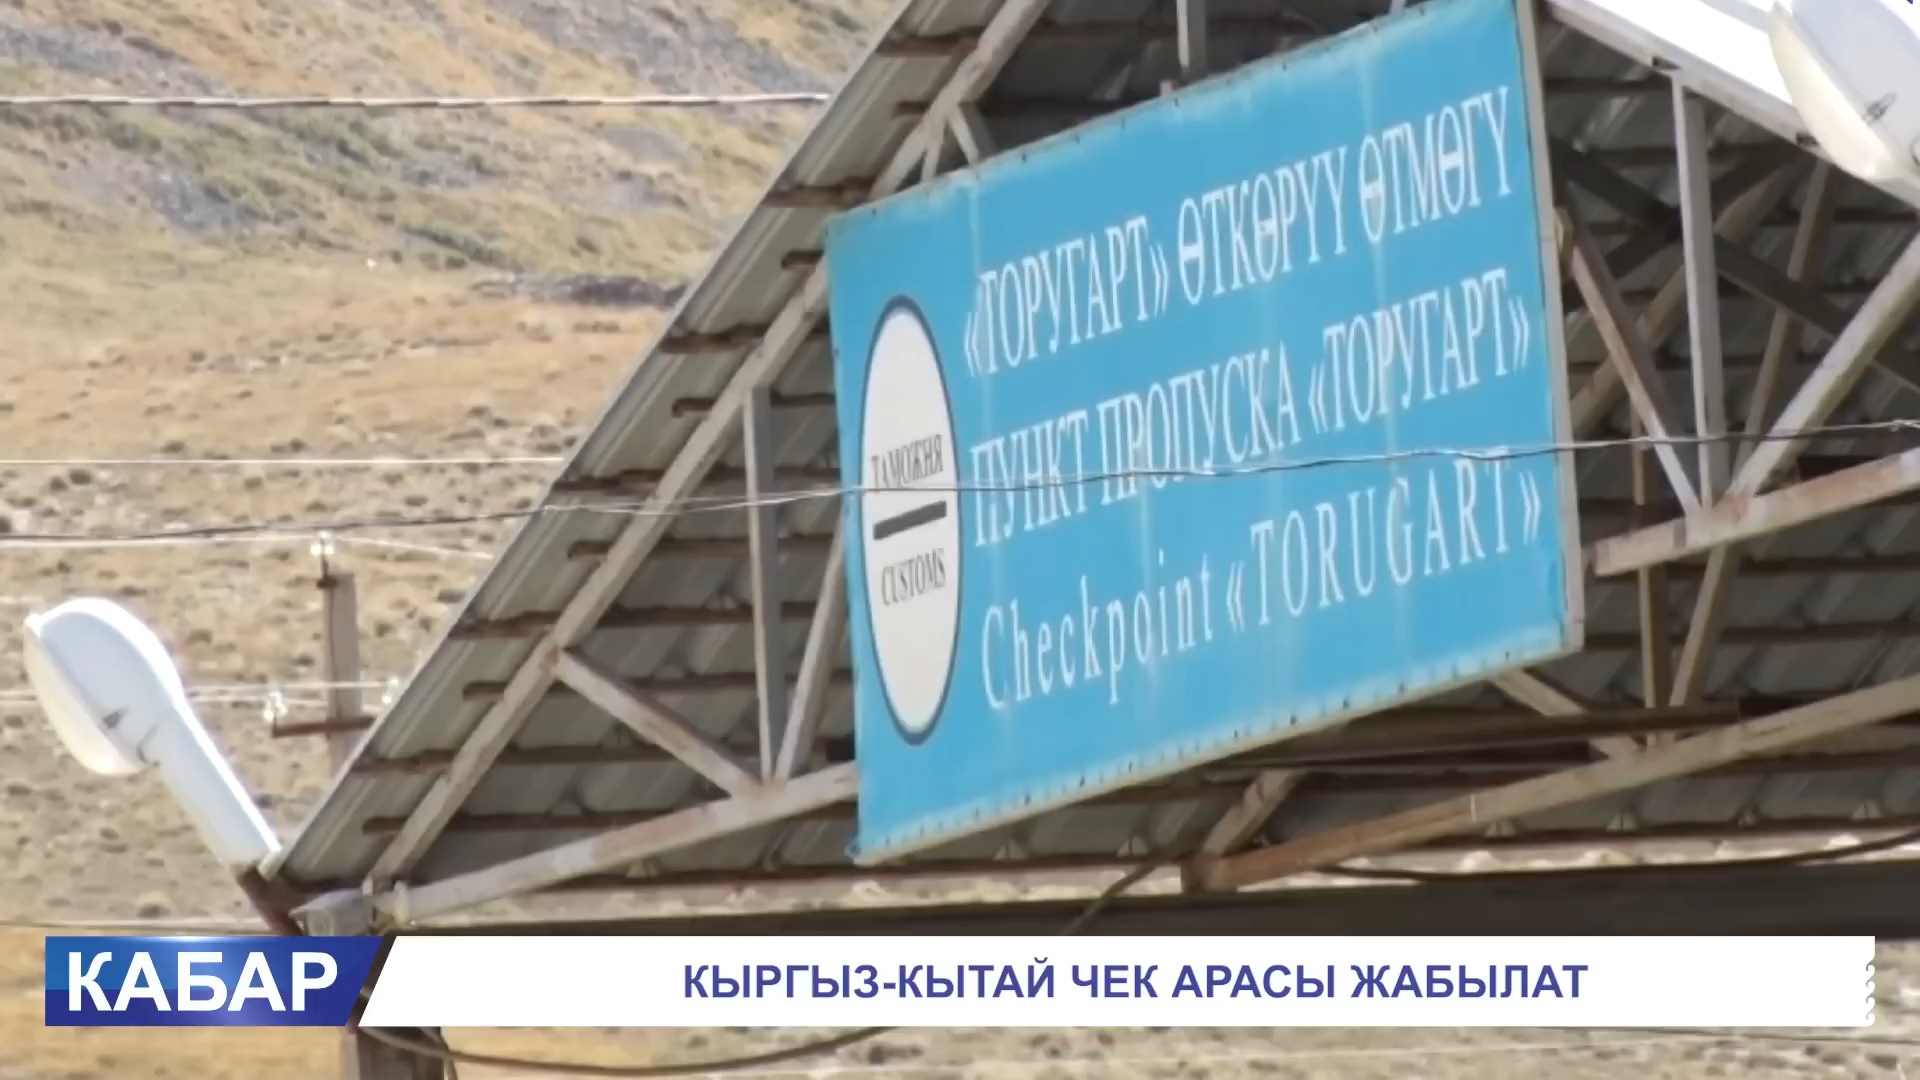 «ТОРУГАРТ» ӨТКӨРҮҮ ӨТМӨГҮ
ПУНКТ ПРОПУСКА «ТОРУГАРТ»
Checkpoint «TORUGART»
ТАМОЖНЯ
CUSTOMS
КАБАР
КЫРГЫЗ-КЫТАЙ ЧЕК АРАСЫ ЖАБЫЛАТ